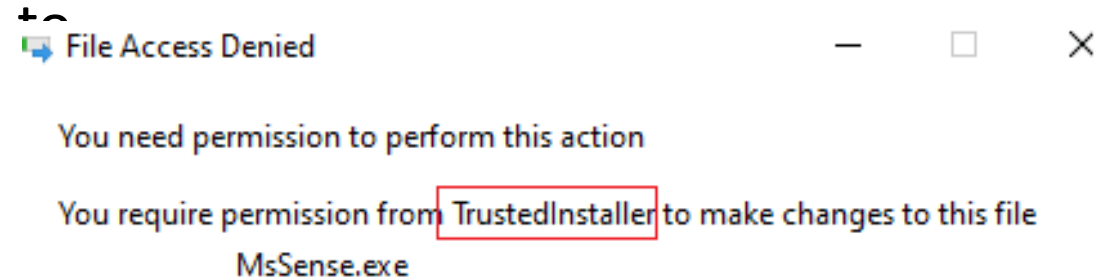 to
File Access Denied
You need permission to perform this action
You require permission from TrustedInstaller to make changes to this file
MsSense.exe